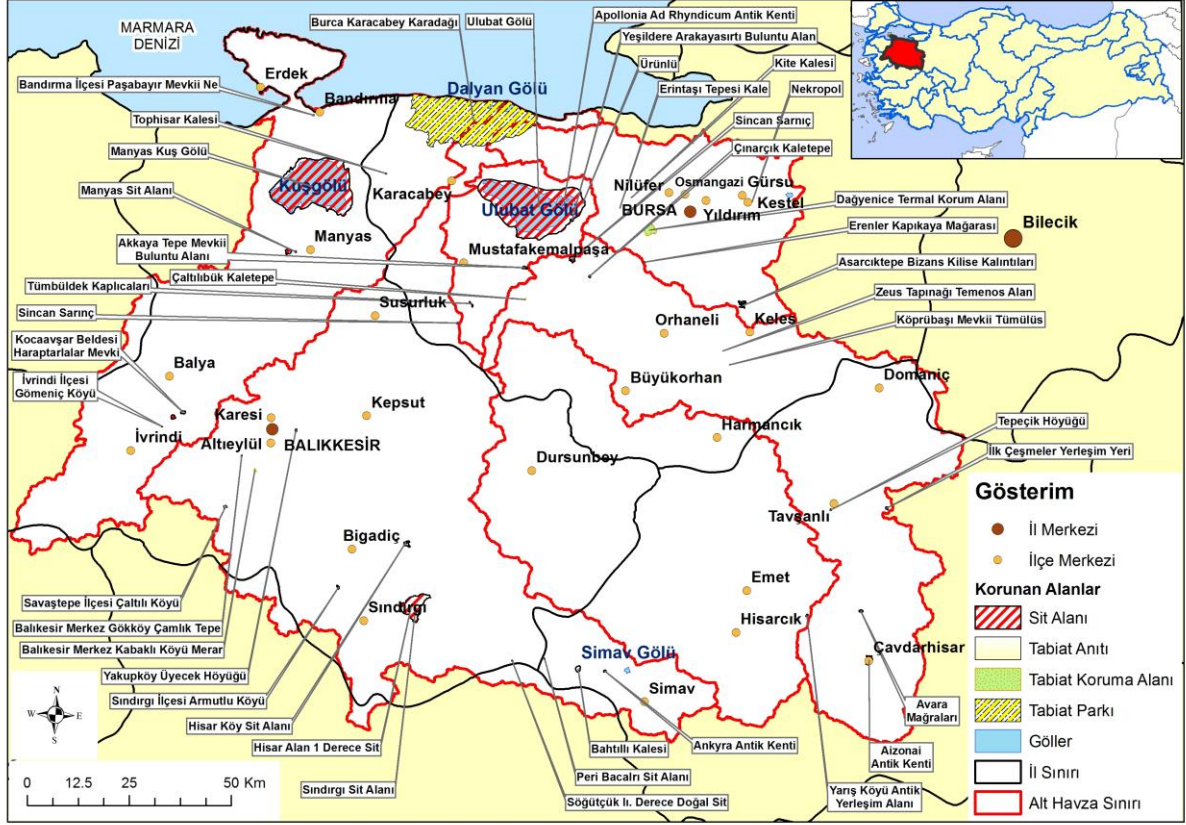 MARMARA
DENİZİ
Burca Karacabey Karadağı
Ulubat Gölü
Apollonia Ad Rhyndicum Antik Kenti
Yeşildere Arakayasırtı Buluntu Alan
Ürünlü
Kite Kalesi
Erintaşı Tepesi Kale
Nekropol
Sincan Sarnıç
Çınarçık Kaletepe
Erdek
Bandırma İlçesi Paşabayır Mevkii Ne
Bandırma
Dalyan Gölü
Tophisar Kalesi
Manyas Kuş Gölü
Kuşgölü
Karacabey
Ulubat Gölü
Nilüfer
Osmangazi
Gürsu
BURSA
Yıldırım
Kestel
Dağyenice Termal Korum Alanı
Bilecik
Manyas Sit Alanı
Manyas
Mustafakemalpaşa
Erenler Kapıkaya Mağarası
Akkaya Tepe Mevkii
Buluntu Alanı
Asarcıktepe Bizans Kilise Kalıntıları
Çaltılıbük Kaletepe
Tümbüldek Kaplıcaları
Susurluk
Zeus Tapınağı Temenos Alan
Sincan Sarınç
Orhaneli
Keles
Köprübaşı Mevkii Tümülüs
Kocaavşar Beldesi
Haraptarlalar Mevki
Balya
İvrindi İlçesi
Gömeniç Köyü
Büyükorhan
Domaniç
Karesi
Kepsut
Harmancık
Tepeçik Höyüğü
İvrindi
Altıeylül
BALIKKESİR
Dursunbey
İlk Çeşmeler Yerleşim Yeri
Tavşanlı
Bigadiç
Emet
Savaştepe İlçesi Çaltılı Köyü
Sındırgı
Hisarcık
Balıkesir Merkez Gökköy Çamlık Tepe
Balıkesir Merkez Kabaklı Köyü Merar
Simav Gölü
Çavdarhisar
Yakupköy Üyecek Höyüğü
Sındırgı İlçesi Armutlu Köyü
Simav
Avara
Mağraları
Hisar Köy Sit Alanı
Hisar Alan 1 Derece Sit
Bahtıllı Kalesi
Ankyra Antik Kenti
Aizonai
Antik Kenti
Peri Bacalrı Sit Alanı
Sındırgı Sit Alanı
Söğütçük Iı. Derece Doğal Sit
Yarış Köyü Antik
Yerleşim Alanı
N
W E
S
0 12.5 25 50 Km
Gösterim
İl Merkezi
İlçe Merkezi
Korunan Alanlar
Sit Alanı
Tabiat Anıtı
Tabiat Koruma Alanı
Tabiat Parkı
Göller
İl Sınırı
Alt Havza Sınırı